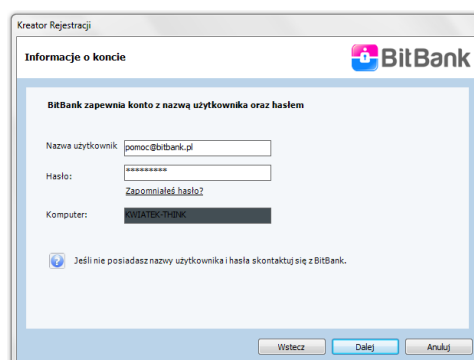 Kreator Rejestracji
Informacje o koncie
BitBank
BitBank zapewnia konto z nazwą użytkownika oraz hasłem
Nazwa użytkownik pomoc@bitbank.pl
Hasło: *********
Zapomniałeś hasło?
Komputer: KWIATEK-THINK
Jeśli nie posiadasz nazwy użytkownika i hasła skontaktuj się z BitBank.
Wstecz Dalej Anuluj